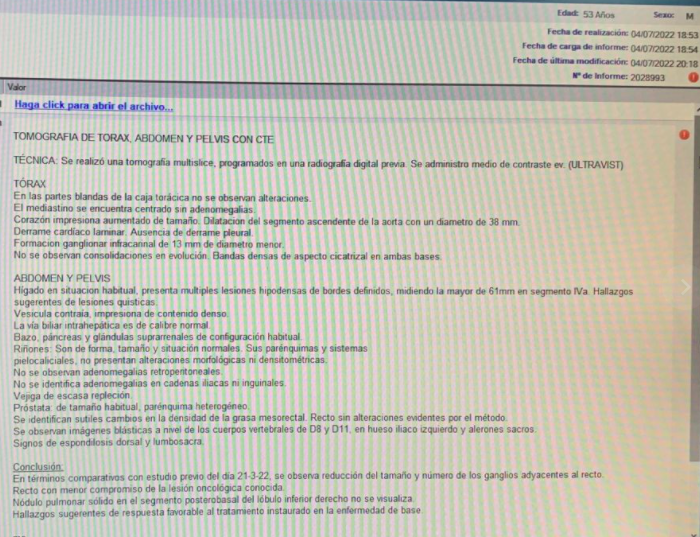 Edad: 53 Años Sexo: M
Fecha de realización: 04/07/2022 18:53
Fecha de carga de informe: 04/07/2022 18:54
Fecha de última modificación: 04/07/2022 20:18
Nº de Informe: 2028993
Valor
Haga click para abrir el archivo...
TOMOGRAFIA DE TORAX, ABDOMEN Y PELVIS CON CTE
TÉCNICA: Se realizó una tomografía multislice, programados en una radiografía digital previa. Se administro medio de contraste ev. (ULTRAVIST)
TÓRAX
En las partes blandas de la caja torácica no se observan alteraciones.
El mediastino se encuentra centrado sin adenomegalias.
Corazón impresiona aumentado de tamaño. Dilatacion del segmento ascendente de la aorta con un diametro de 38 mm.
Derrame cardíaco laminar. Ausencia de derrame pleural.
Formacion ganglionar infracarinal de 13 mm de diametro menor.
No se observan consolidaciones en evolución. Bandas densas de aspecto cicatrizal en ambas bases.
ABDOMEN Y PELVIS
Hígado en situacion habitual, presenta multiples lesiones hipodensas de bordes definidos, midiendo la mayor de 61mm en segmento IVa. Hallazgos
sugerentes de lesiones quisticas.
Vesicula contraía, impresiona de contenido denso.
La vía biliar intrahepática es de calibre normal.
Bazo, páncreas y glándulas suprarrenales de configuración habitual.
Riñones: Son de forma, tamaño y situación normales. Sus parénquimas y sistemas
pielocaliciales, no presentan alteraciones morfológicas ni densitométricas.
No se observan adenomegalias retroperitoneales.
No se identifica adenomegalias en cadenas iliacas ni inguinales.
Vejiga de escasa repleción.
Próstata: de tamaño habitual, parénquima heterogéneo.
Se identifican sutiles cambios en la densidad de la grasa mesorectal. Recto sin alteraciones evidentes por el método.
Se observan imágenes blásticas a nivel de los cuerpos vertebrales de D8 y D11, en hueso iliaco izquierdo y alerones sacros.
Signos de espondilosis dorsal y lumbosacra.
Conclusión:
En términos comparativos con estudio previo del día 21-3-22, se observa reducción del tamaño y número de los ganglios adyacentes al recto.
Recto con menor compromiso de la lesión oncológica conocida.
Nódulo pulmonar sólido en el segmento posterobasal del lóbulo inferior derecho no se visualiza.
Hallazgos sugerentes de respuesta favorable al tratamiento instaurado en la enfermedad de base.